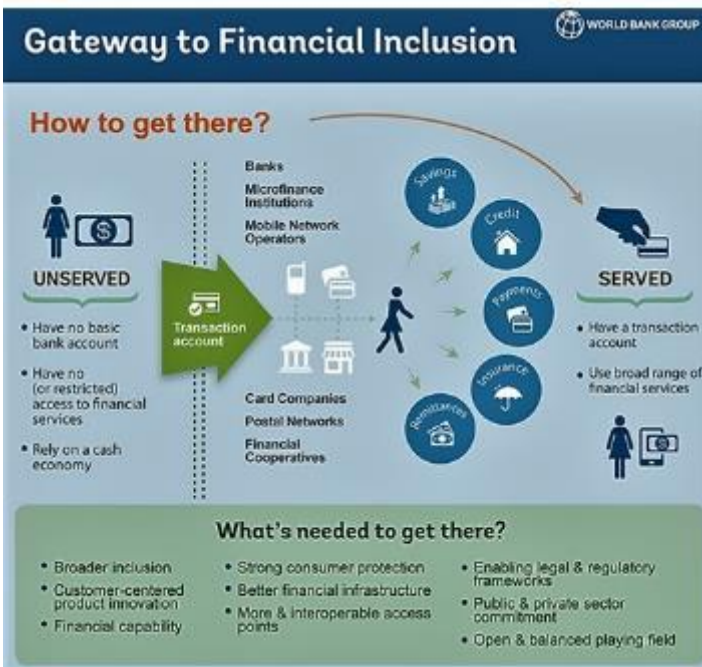 Gateway to Financial Inclusion
WORLD BANK GROUP
How to get there?
UNSERVED
• Have no basic
bank account
• Have no
(or restricted)
access to financial
services
• Rely on a cash
economy
Transaction
account
Banks
Microfinance
Institutions
Mobile Network
Operators
Card Companies
Postal Networks
Financial
Cooperatives
Savings
Credit
Payments
Insurance
Remittances
SERVED
• Have a transaction
account
• Use broad range of
financial services
What's needed to get there?
• Broader inclusion
• Customer-centered
product innovation
• Financial capability
• Strong consumer protection
• Better financial infrastructure
• More & interoperable access
points
• Enabling legal & regulatory
frameworks
• Public & private sector
commitment
• Open & balanced playing field